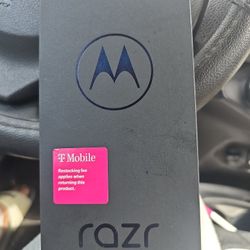 T Mobile
Restocking fee
applies when
returning this
product.
razr